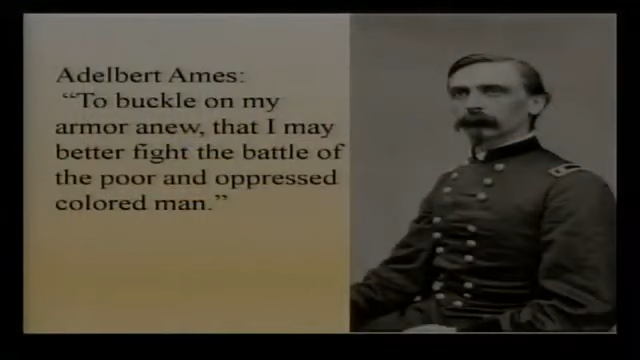 Adelbert Ames:
“To buckle on my
armor anew, that I may
better fight the battle of
the poor and oppressed
colored man.”